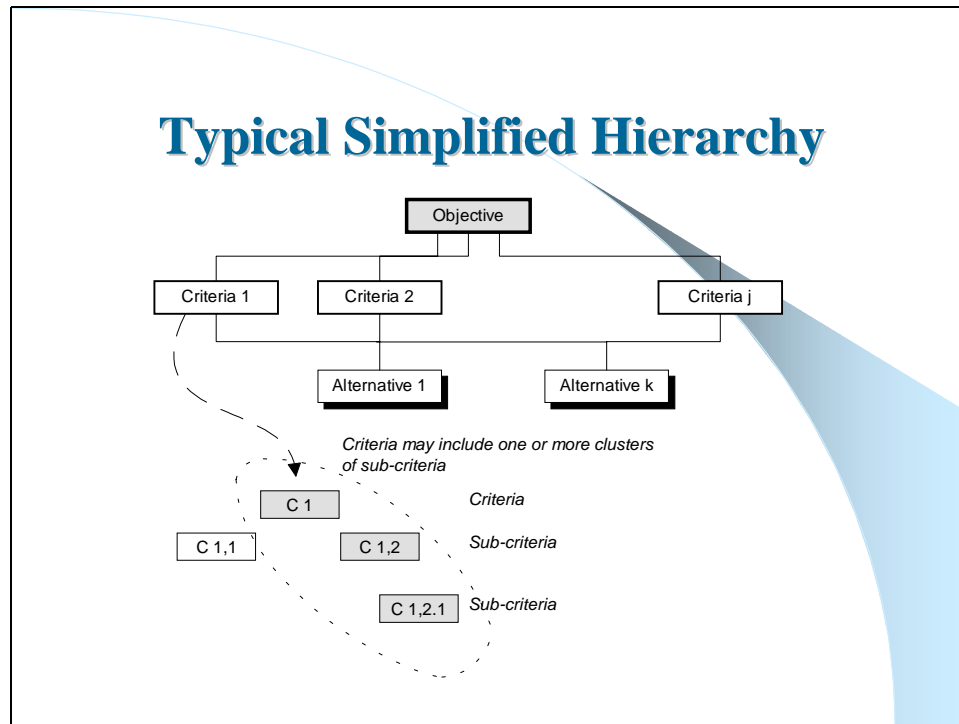 Typical Simplified Hierarchy
Objective
Criteria 1
Criteria 2
Criteria j
Alternative 1
Alternative k
Criteria may include one or more clusters
of sub-criteria
C 1
Criteria
C 1,1
C 1,2
Sub-criteria
C 1,2.1
Sub-criteria